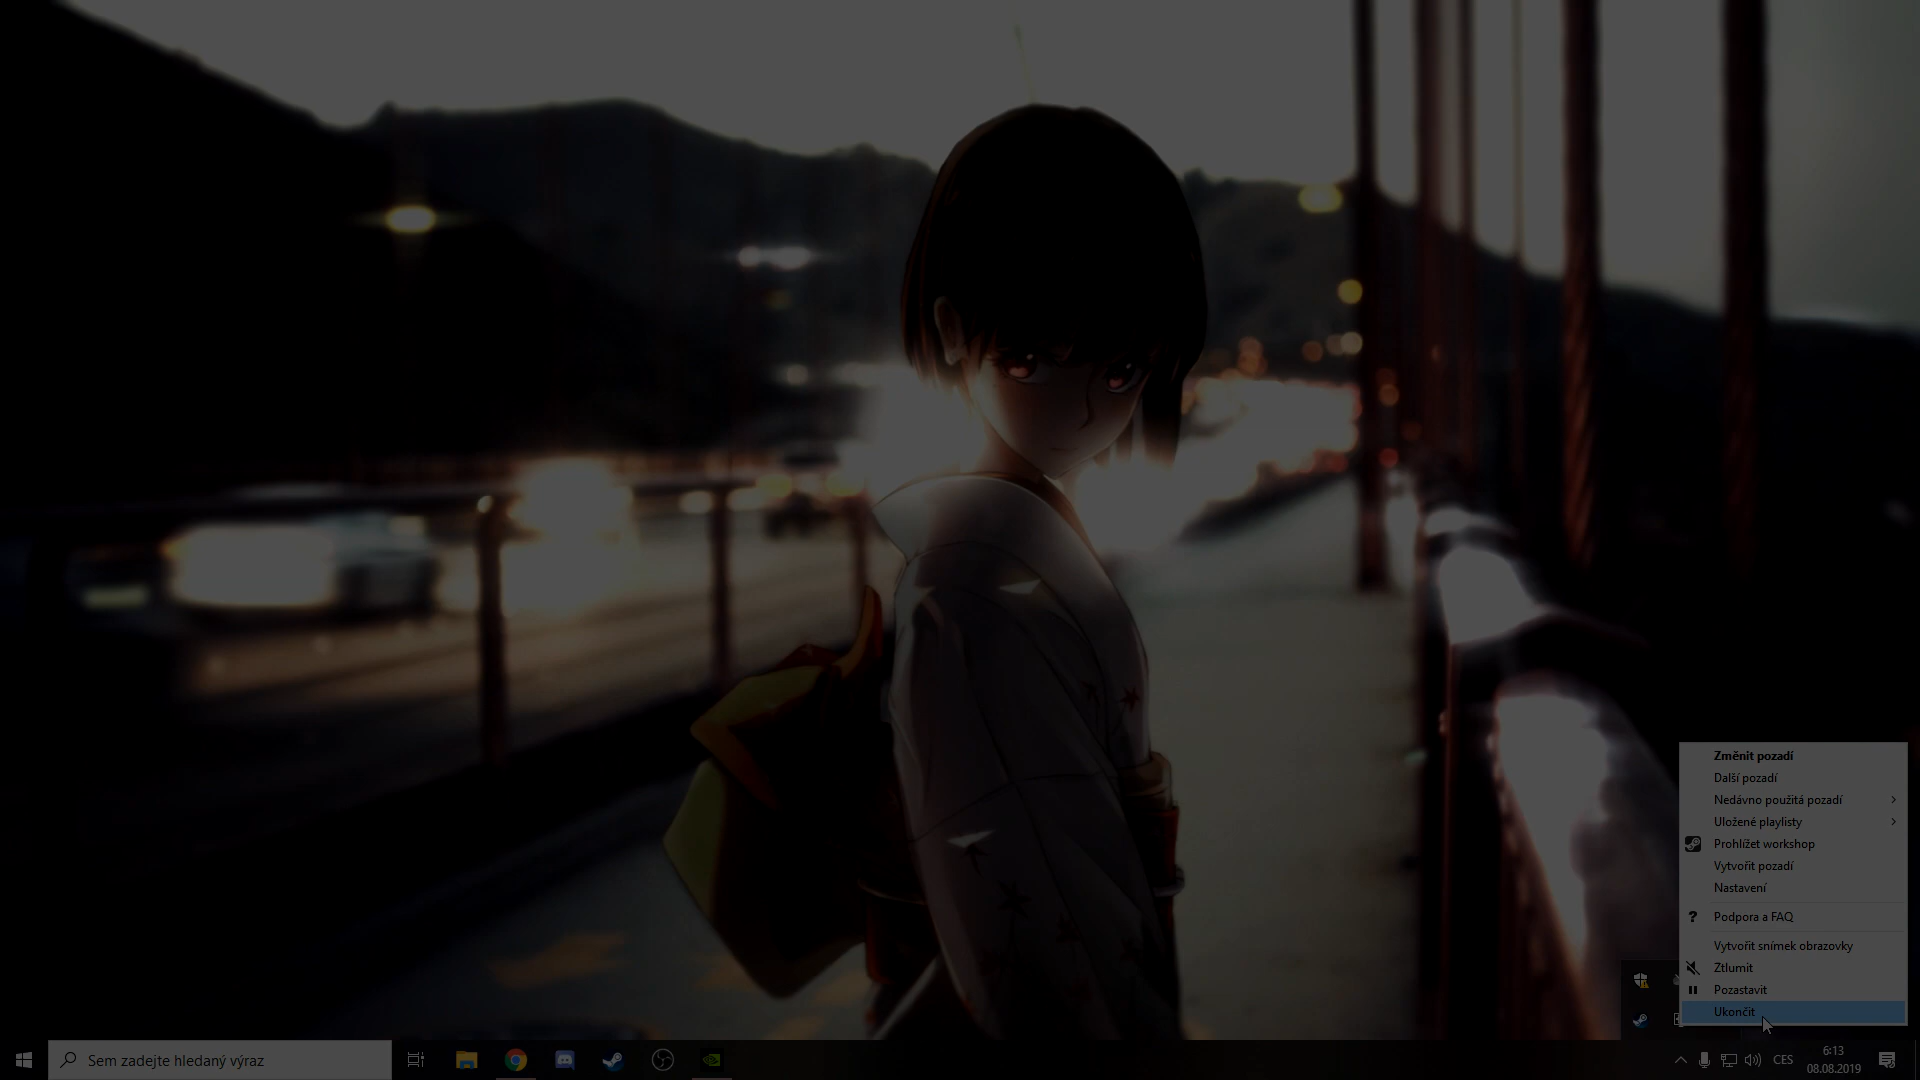 Změnit pozadí
Další pozadí
Nedávno použitá pozadí
Uložené playlisty
Prohlížet workshop
Vytvořit pozadí
Nastavení
Podpora a FAQ
Vytvořit snímek obrazovky
Ztlumit
Pozastavit
Ukončit
Sem zadejte hledaný výraz
CES
6:13
08.08.2019